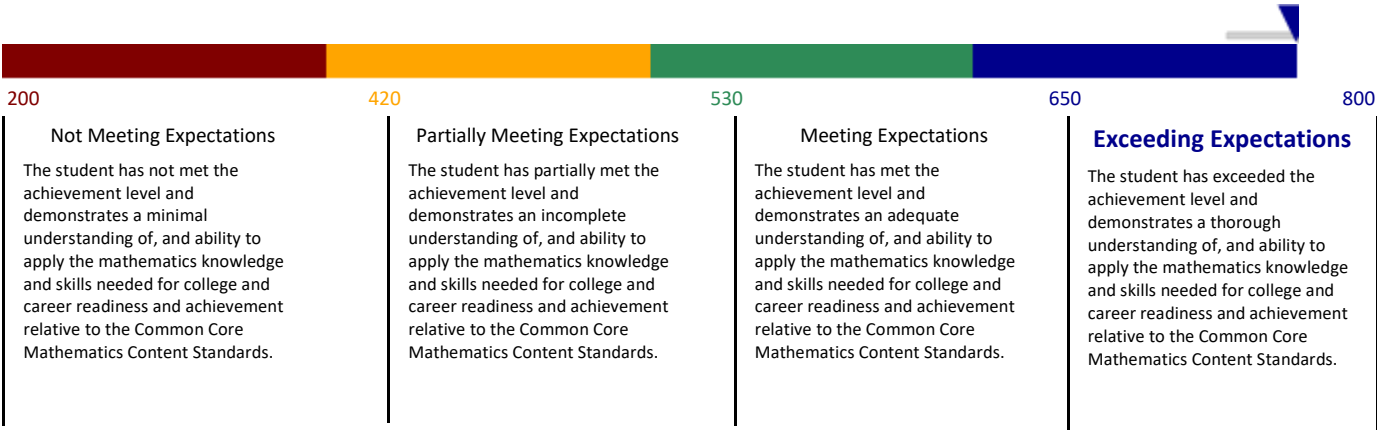 200
420
530
650
800
Not Meeting Expectations
The student has not met the
achievement level and
demonstrates a minimal
understanding of, and ability to
apply the mathematics knowledge
and skills needed for college and
career readiness and achievement
relative to the Common Core
Mathematics Content Standards.
Partially Meeting Expectations
The student has partially met the
achievement level and
demonstrates an incomplete
understanding of, and ability to
apply the mathematics knowledge
and skills needed for college and
career readiness and achievement
relative to the Common Core
Mathematics Content Standards.
Meeting Expectations
The student has met the
achievement level and
demonstrates an adequate
understanding of, and ability to
apply the mathematics knowledge
and skills needed for college and
career readiness and achievement
relative to the Common Core
Mathematics Content Standards.
Exceeding Expectations
The student has exceeded the
achievement level and
demonstrates a thorough
understanding of, and ability to
apply the mathematics knowledge
and skills needed for college and
career readiness and achievement
relative to the Common Core
Mathematics Content Standards.